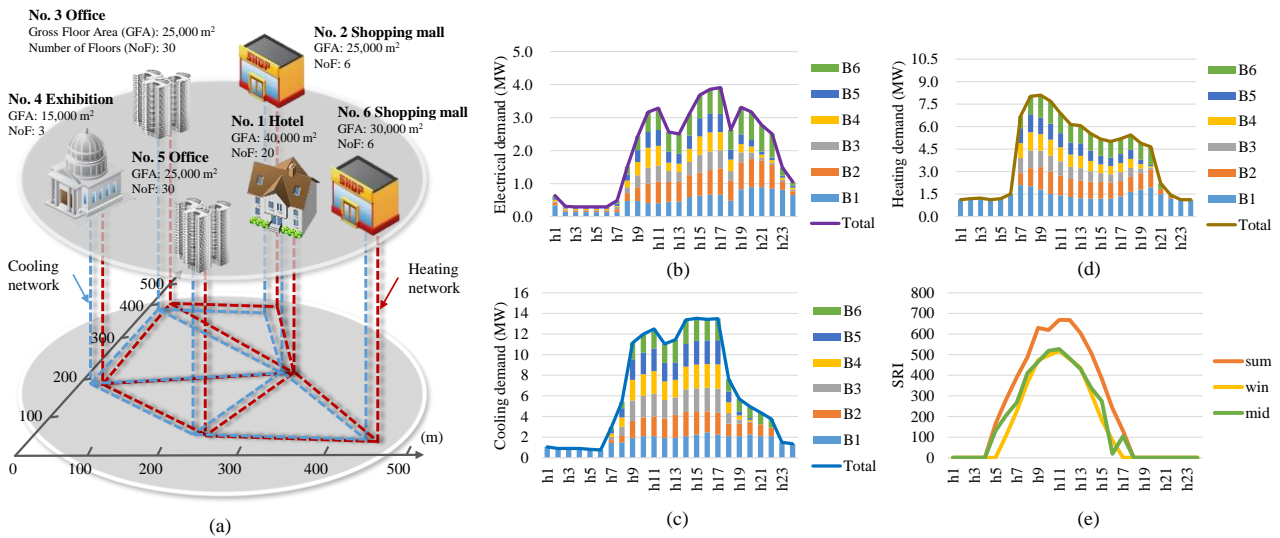 No. 3 Office
Gross Floor Area (GFA): 25,000 m²
Number of Floors (NoF): 30
No. 2 Shopping mall
GFA: 25,000 m²
NoF: 6
No. 4 Exhibition
GFA: 15,000 m²
NoF: 3
No. 1 Hotel
GFA: 40,000 m²
NoF: 20
No. 6 Shopping mall
GFA: 30,000 m²
NoF: 6
No. 5 Office
GFA: 25,000 m²
NoF: 30
SHOP
SHOP
Cooling
network
Heating
network
500
400
300
200
100
0
100
200
300
400
500
(m)
(a)
Electrical demand (MW)
5.0
4.0
3.0
2.0
1.0
0.0
h1
h3
h5
h7
h9
h11
h13
h15
h17
h19
h21
h23
B6
B5
B4
B3
B2
B1
Total
(b)
Heating demand (MW)
10.5
9.0
7.5
6.0
4.5
3.0
1.5
0.0
h1
h3
h5
h7
h9
h11
h13
h15
h17
h19
h21
h23
B6
B5
B4
B3
B2
B1
Total
(d)
Cooling demand (MW)
16
14
12
10
8
6
4
2
0
h1
h3
h5
h7
h9
h11
h13
h15
h17
h19
h21
h23
B6
B5
B4
B3
B2
B1
Total
(c)
SRI
800
700
600
500
400
300
200
100
0
h1
h3
h5
h7
h9
h11
h13
h15
h17
h19
h21
h23
sum
win
mid
(e)